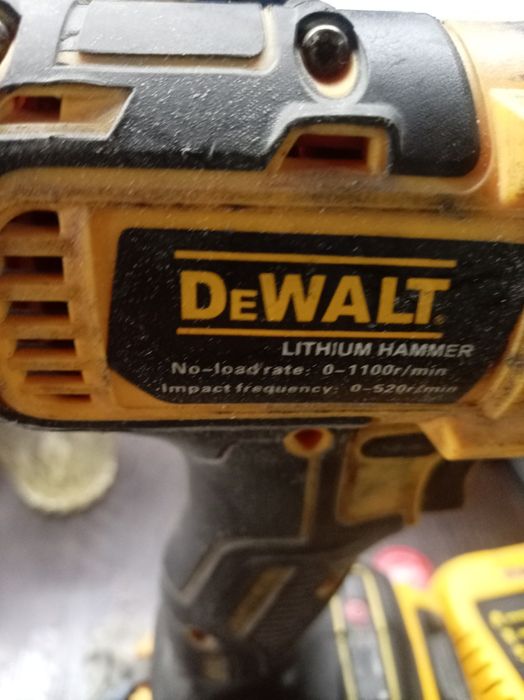 DEWALT
LITHIUM HAMMER
No-load rate: 0-1100r/min
Impact frequency: 0-520r/min